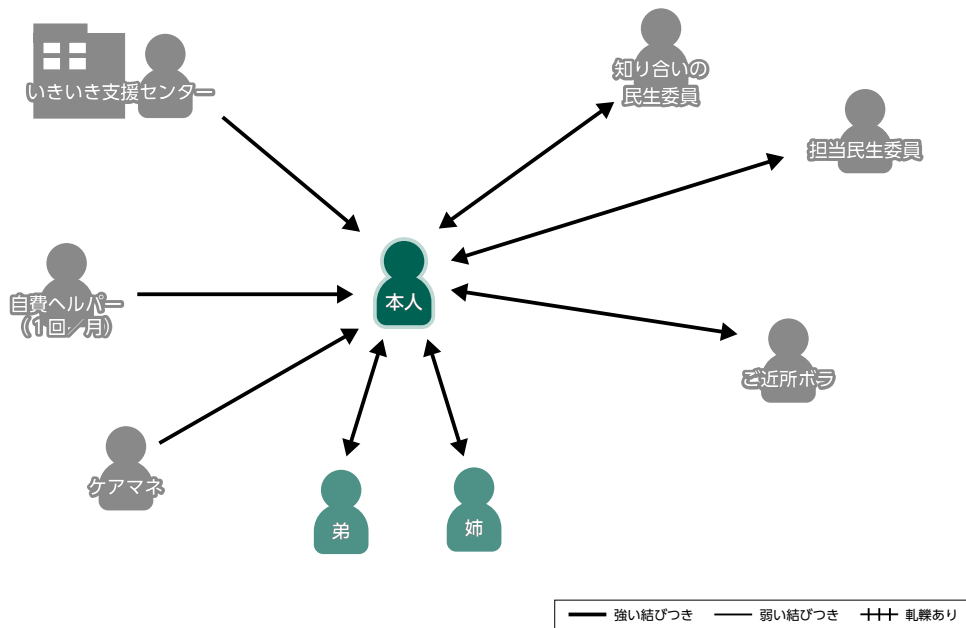 いきいき支援センター
知り合いの
民生委員
担当民生委員
自費ヘルパー
（１回／月）
本人
ご近所ボラ
ケアマネ
弟
姉
強い結びつき
弱い結びつき
軋轢あり